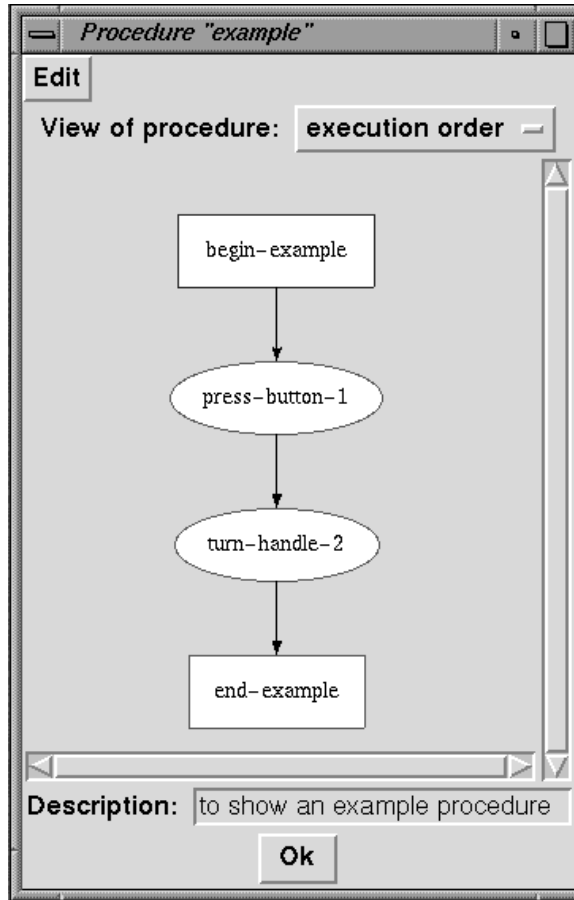 Procedure "example"
Edit
View of procedure: execution order
begin-example
press-button-1
turn-handle-2
end-example
Description: to show an example procedure
Ok